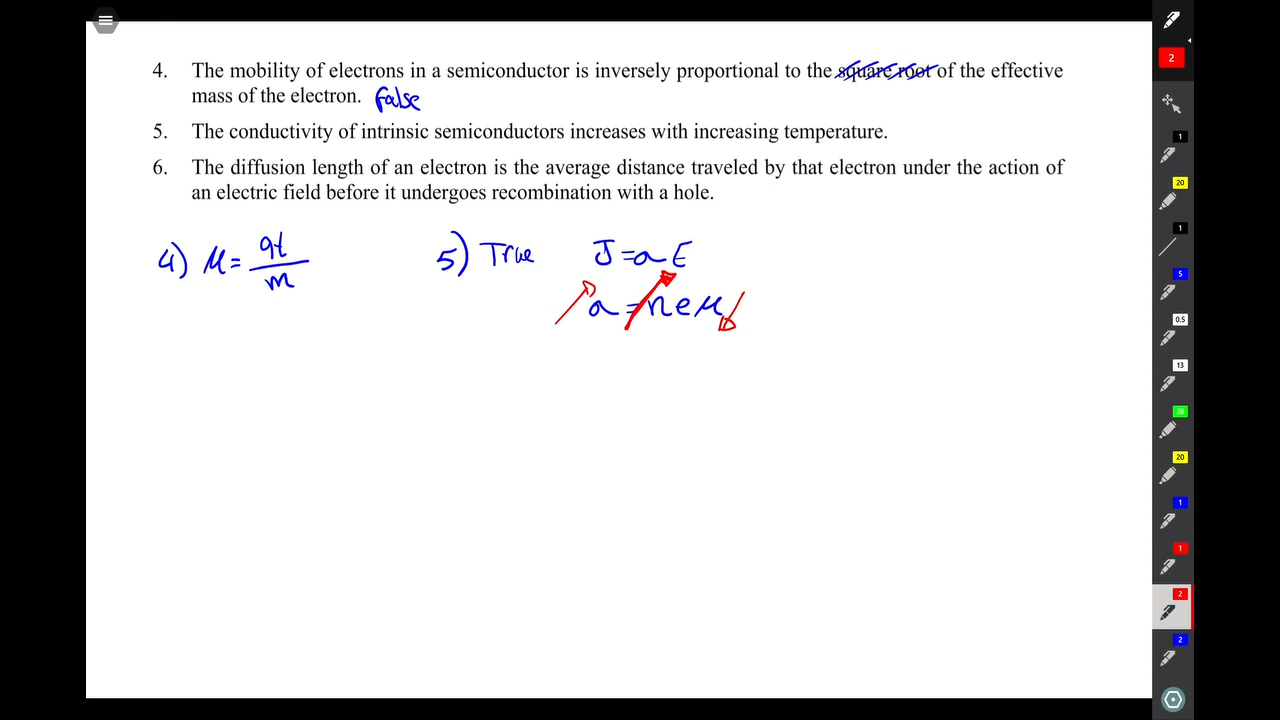 4. The mobility of electrons in a semiconductor is inversely proportional to the square root of the effective
mass of the electron. False
5. The conductivity of intrinsic semiconductors increases with increasing temperature.
6. The diffusion length of an electron is the average distance traveled by that electron under the action of
an electric field before it undergoes recombination with a hole.
4) μ = qt/m
5) True J = σE
σ = neμ
2
1
20
1
5
0.5
13
38
20
1
1
2
2